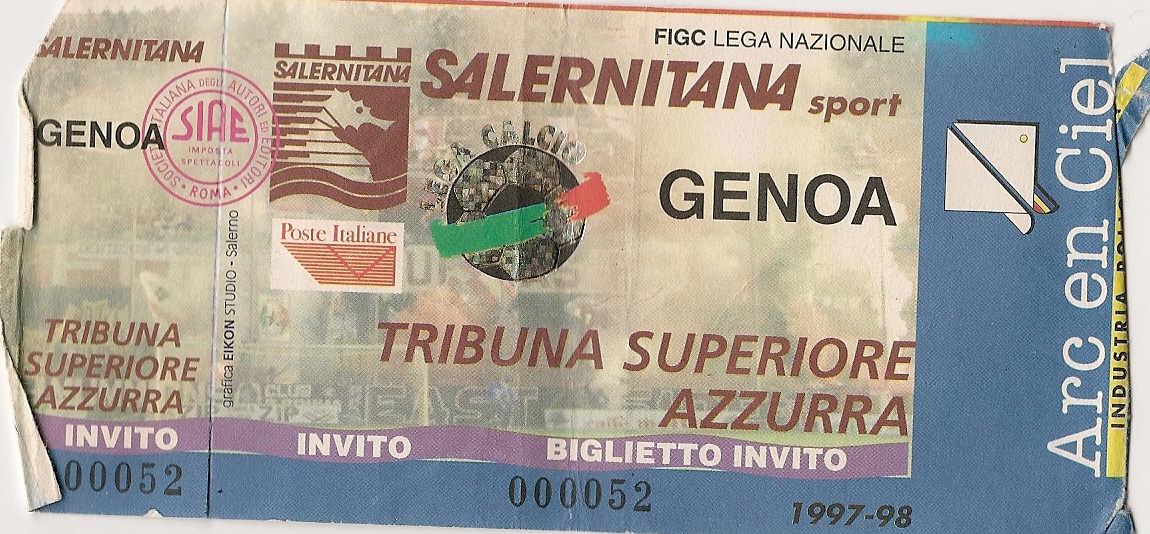 SALERNITANA
GENOA
SOCIETÀ ITALIANA DEGLI AUTORI ED EDITORI
SIAE
IMPOSTA
SPETTACOLI
• ROMA •
TRIBUNA
SUPERIORE
AZZURRA
INVITO
000052
grafica EIKON STUDIO - Salerno
FIGC LEGA NAZIONALE
SALERNITANA
SALERNITANA sport
LEGA CALCIO
GENOA
Poste Italiane
TRIBUNA SUPERIORE
AZZURRA
INVITO
BIGLIETTO INVITO
000052
1997-98
Arc en Ciel
INDUSTRIA